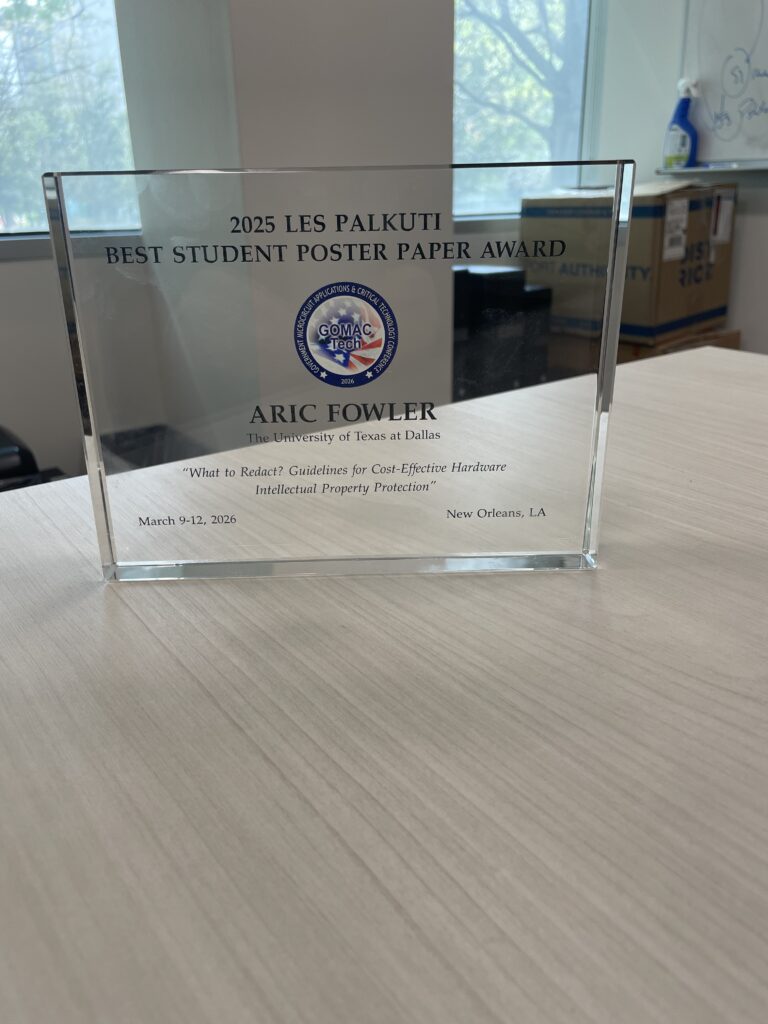 2025 LES PALKUTI
BEST STUDENT POSTER PAPER AWARD
GOVERNMENT MICROCIRCUIT APPLICATIONS & CRITICAL TECHNOLOGY CONFERENCE
GOMAC
Tech
2026
ARIC FOWLER
The University of Texas at Dallas
"What to Redact? Guidelines for Cost-Effective Hardware
Intellectual Property Protection"
March 9-12, 2026
New Orleans, LA